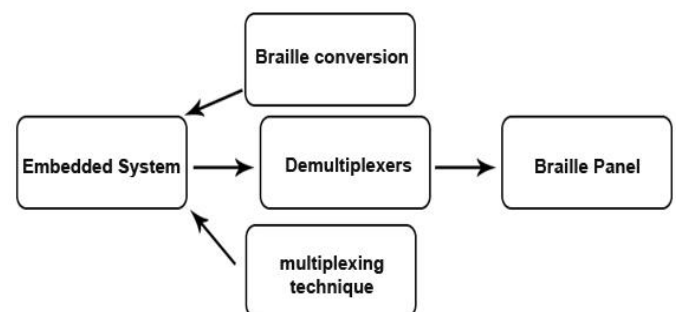 Braille conversion
Embedded System
Demultiplexers
Braille Panel
multiplexing
technique